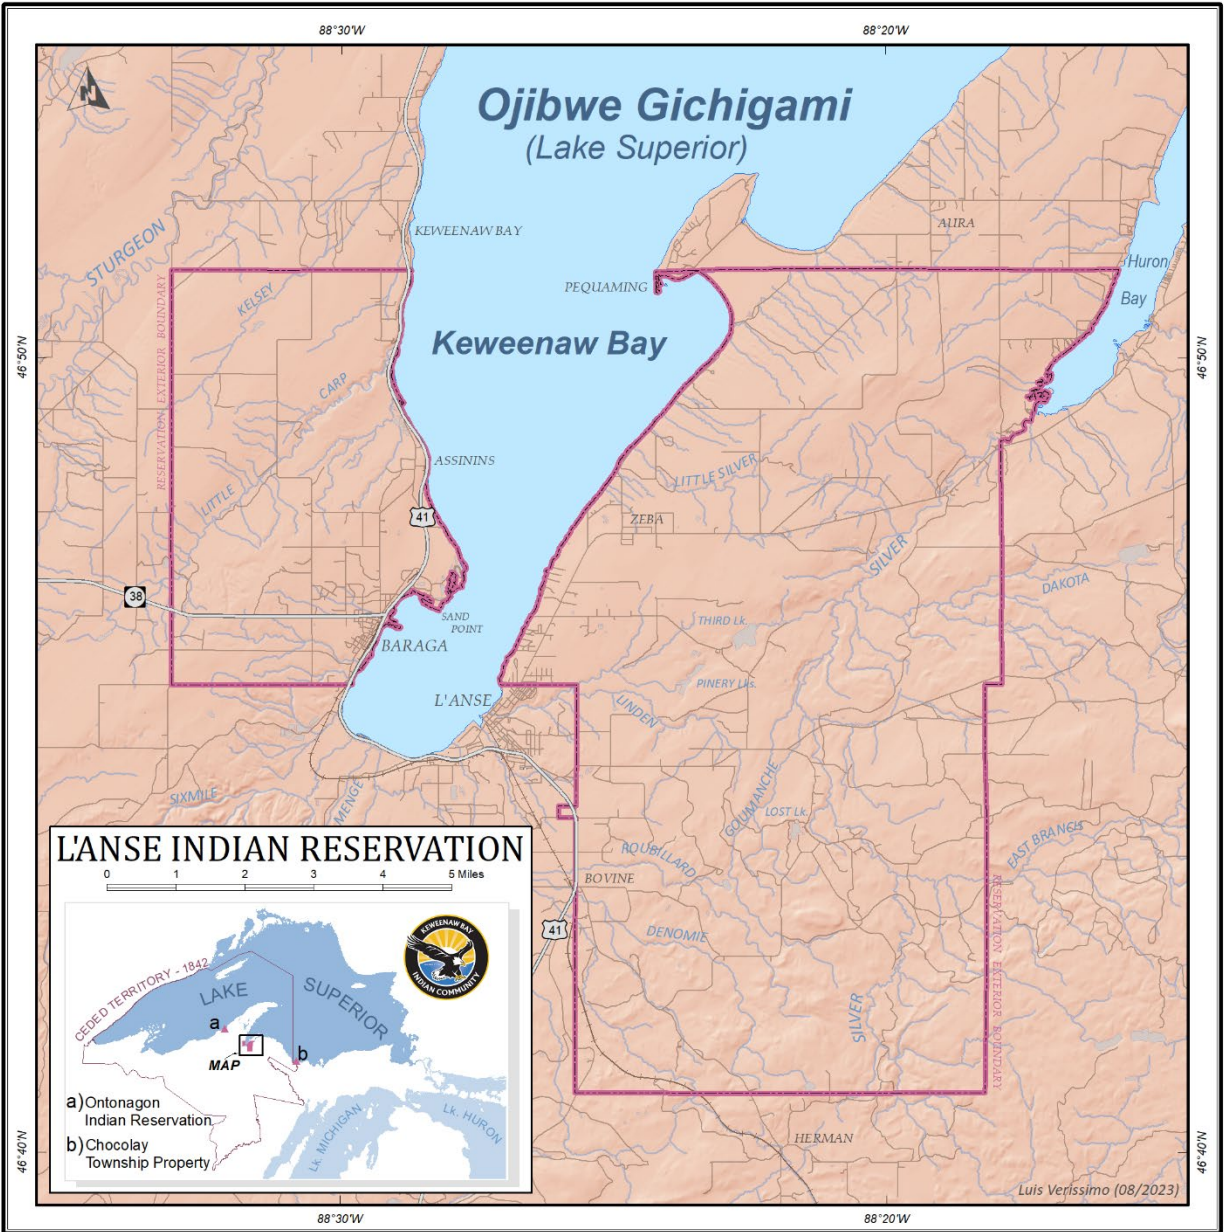 88°30'W
88°20'W
N
Ojibwe Gichigami
(Lake Superior)
STURGEON
KEWEENAW BAY
AURA
Huron
Bay
PEQUAMING
KELSEY
RESERVATION EXTERIOR BOUNDARY
Keweenaw Bay
46°50'N
46°50'N
CARP
LITTLE
ASSININS
LITTLE SILVER
41
ZEBA
SILVER
38
DAKOTA
SAND
POINT
THIRD Lk.
BARAGA
PINERY Lks.
L'ANSE
LINDEN
SIXMILE
MENGE
GOUMANCHE
LOST Lk.
EAST BRANCH
ROUBILLARD
BOVINE
41
DENOMIE
SILVER
RESERVATION EXTERIOR BOUNDARY
HERMAN
46°40'N
46°40'N
L'ANSE INDIAN RESERVATION
0 1 2 3 4 5 Miles
KEWEENAW BAY
INDIAN COMMUNITY
CEDED TERRITORY - 1842
LAKE SUPERIOR
a
b
MAP
a) Ontonagon
Indian Reservation
b) Chocolay
Township Property
Lk. MICHIGAN
Lk. HURON
Luis Verissimo (08/2023)
88°30'W
88°20'W